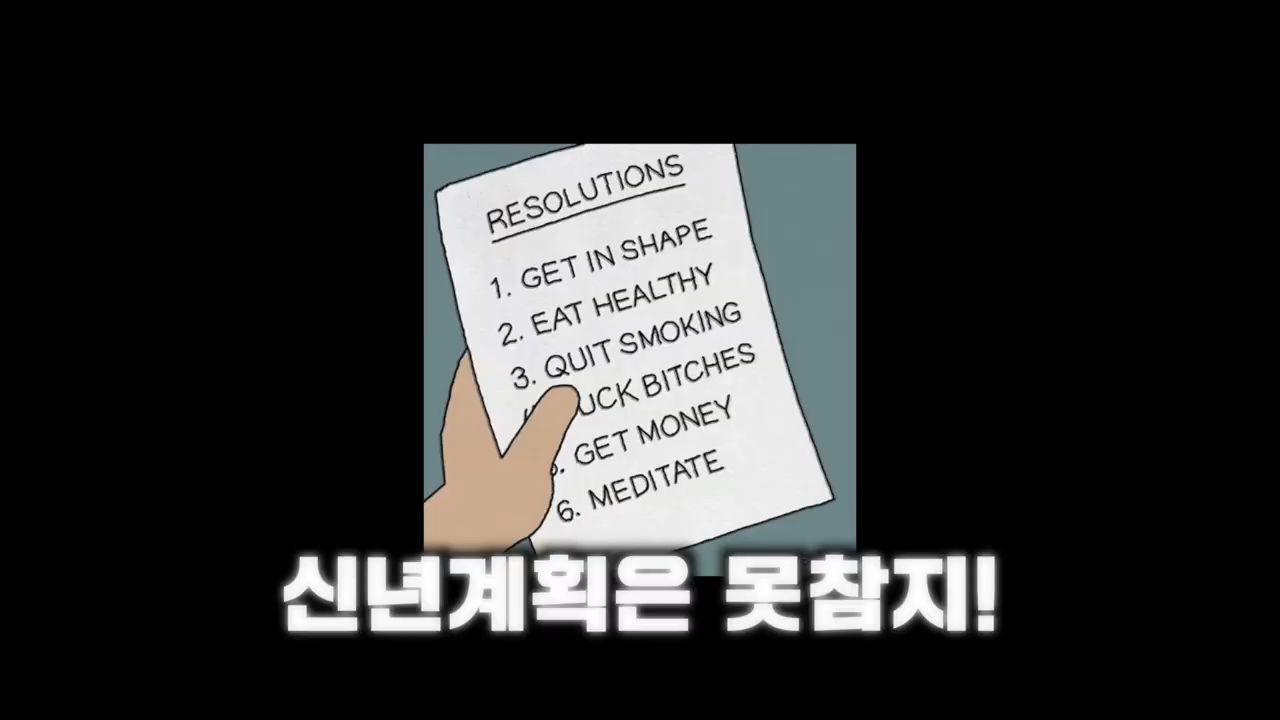 RESOLUTIONS
1. GET IN SHAPE
2. EAT HEALTHY
3. QUIT SMOKING
UCK BITCHES
. GET MONEY
6. MEDITATE
신년계획은 못참지!